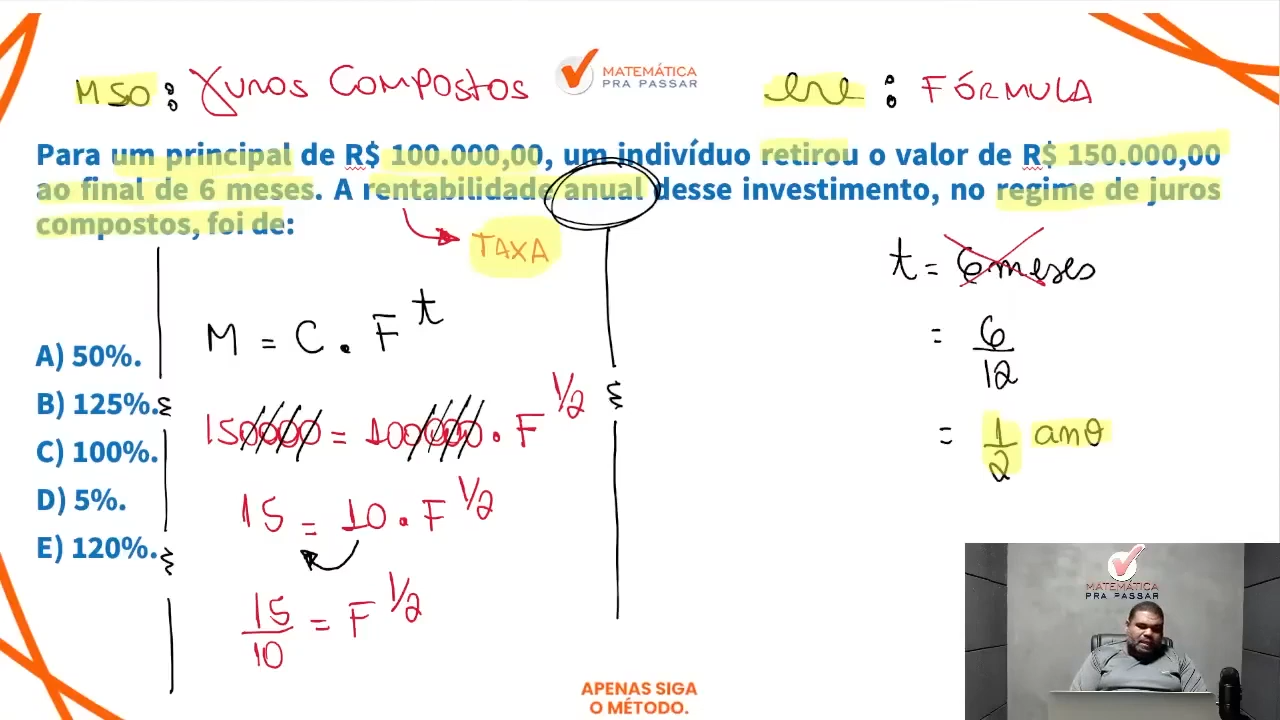 MSO: JUROS COMPOSTOS
MATEMÁTICA
PRA PASSAR
: FÓRMULA
Para um principal de R$ 100.000,00, um indivíduo retirou o valor de R$ 150.000,00
ao final de 6 meses. A rentabilidade anual desse investimento, no regime de juros
compostos, foi de:
TAXA
A) 50%.
B) 125%.
C) 100%.
D) 5%.
E) 120%.
M = C . F^t
150000 = 100000 . F^1/2
15 = 10 . F^1/2
15/10 = F^1/2
t = 6 meses
= 6/12
= 1/2 ano
MATEMÁTICA
PRA PASSAR
APENAS SIGA
O MÉTODO.